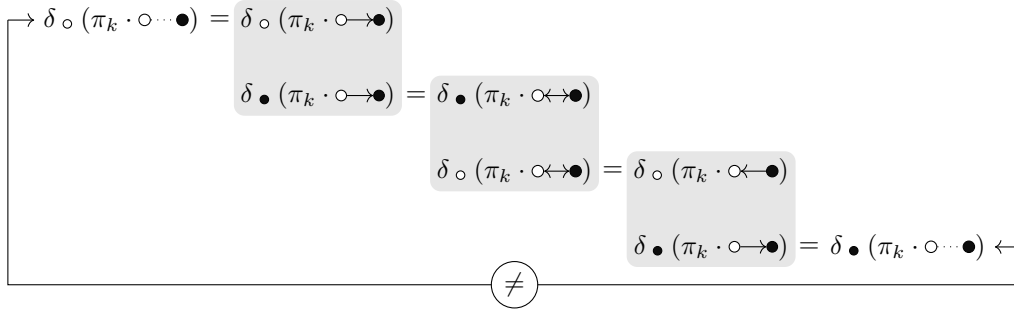 δ ○ (π_k · ○⋯●) = δ ○ (π_k · ○→●)
δ ● (π_k · ○→●) = δ ● (π_k · ○↔●)
δ ○ (π_k · ○↔●) = δ ○ (π_k · ○←●)
δ ● (π_k · ○→●) = δ ● (π_k · ○⋯●)
≠